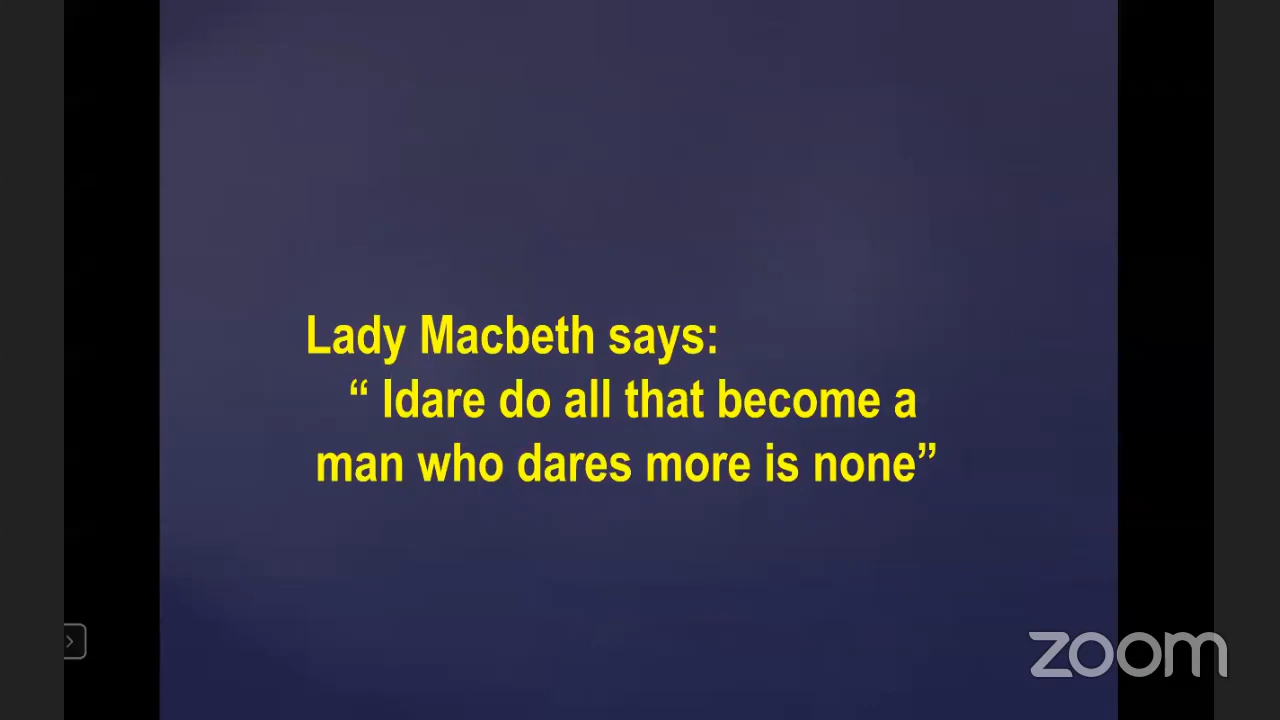 Lady Macbeth says:
“ Idare do all that become a
man who dares more is none”
zoom